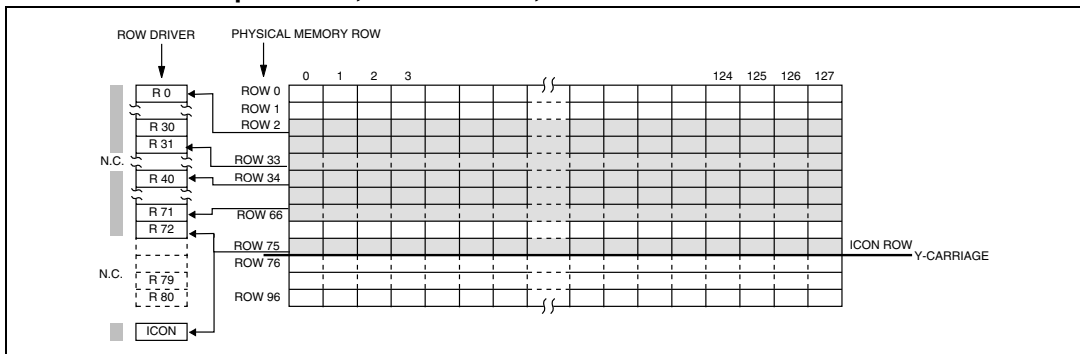 ROW DRIVER PHYSICAL MEMORY ROW
0 1 2 3 124 125 126 127
R 0 ROW 0
ROW 1
R 30 ROW 2
R 31
N.C. ROW 33
R 40 ROW 34
R 71 ROW 66
R 72
ROW 75 ICON ROW
ROW 76 Y-CARRIAGE
N.C.
R 79
R 80 ROW 96
ICON